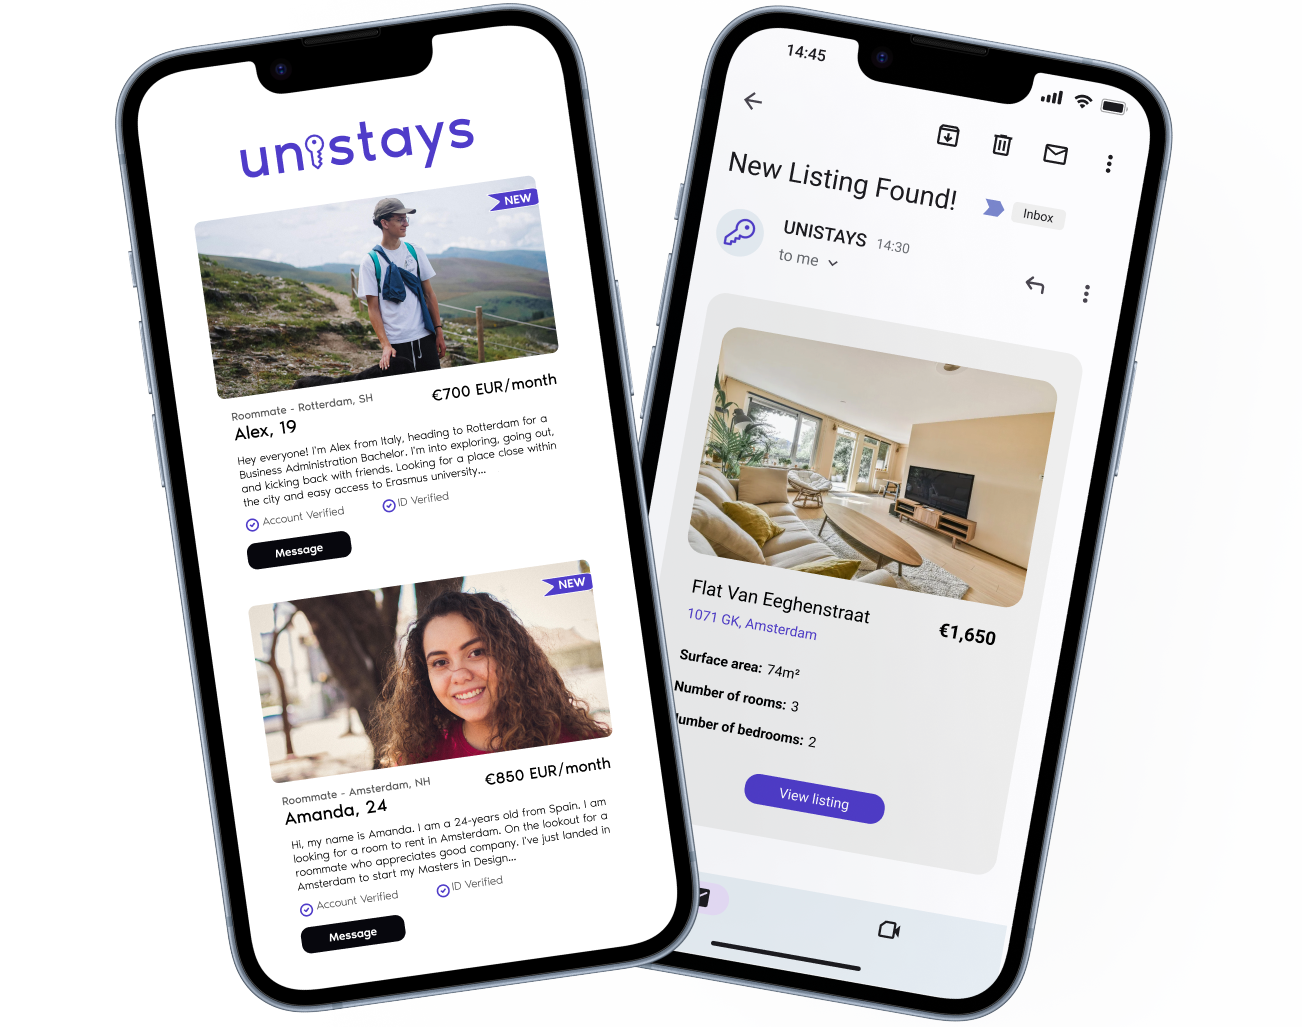 unistays
NEW
Roommate - Rotterdam, SH
€700 EUR/month
Alex, 19
Hey everyone! I'm Alex from Italy, heading to Rotterdam for a
Business Administration Bachelor. I'm into exploring, going out,
and kicking back with friends. Looking for a place close within
the city and easy access to Erasmus university...
Account Verified
ID Verified
Message
NEW
Roommate - Amsterdam, NH
€850 EUR/month
Amanda, 24
Hi, my name is Amanda. I am a 24-years old from Spain. I am
looking for a room to rent in Amsterdam. On the lookout for a
roommate who appreciates good company. I've just landed in
Amsterdam to start my Masters in Design...
Account Verified
ID Verified
Message
14:45
New Listing Found!
Inbox
UNISTAYS 14:30
to me
Flat Van Eeghenstraat
1071 GK, Amsterdam
€1,650
Surface area: 74m²
Number of rooms: 3
umber of bedrooms: 2
View listing